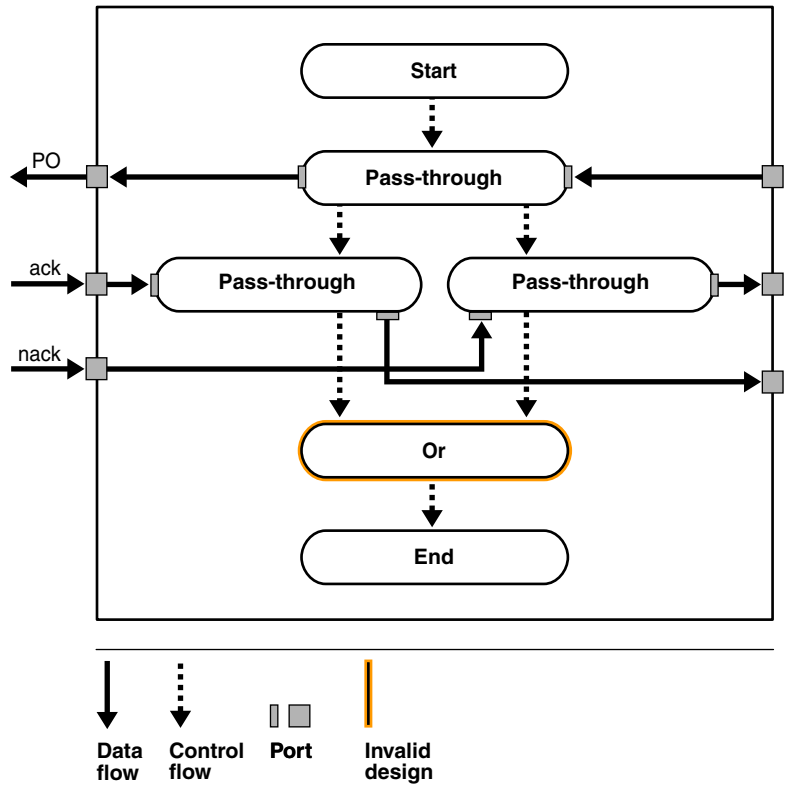 Start
PO
Pass-through
ack
Pass-through
Pass-through
nack
Or
End
Data
flow
Control
flow
Port
Invalid
design